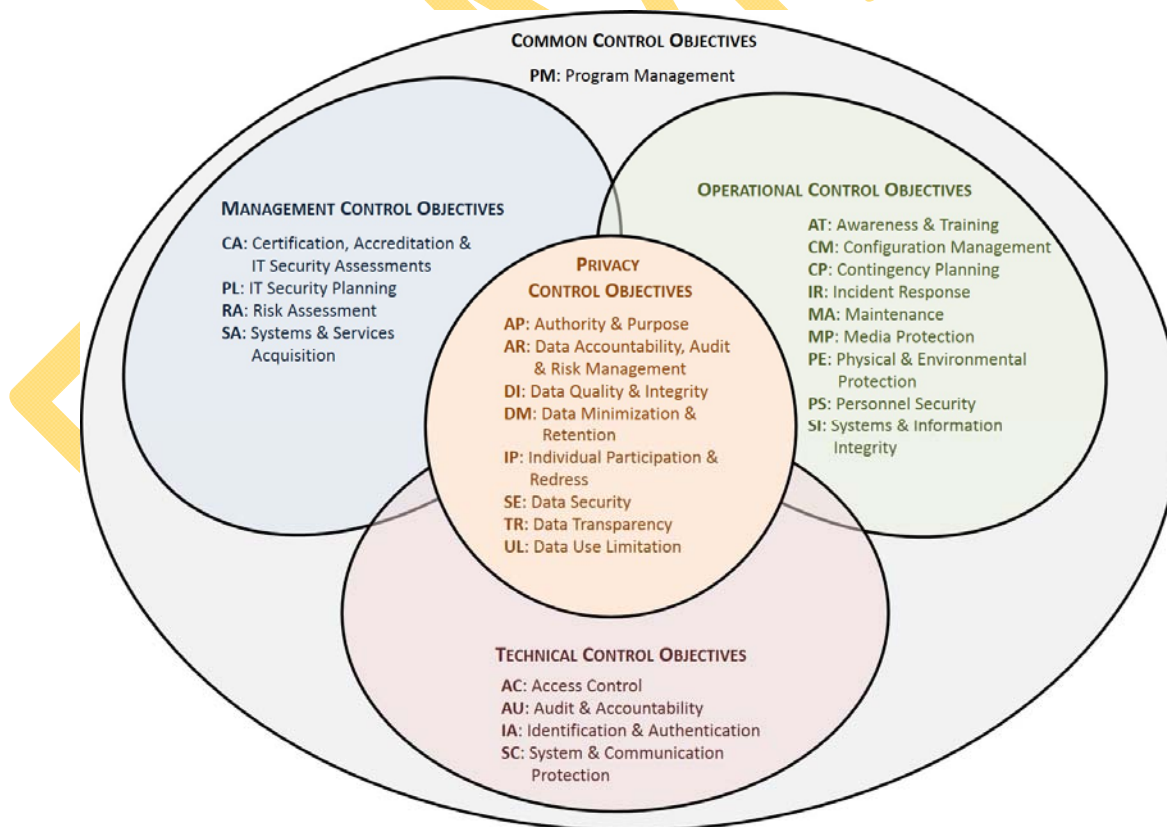 COMMON CONTROL OBJECTIVES
PM: Program Management
MANAGEMENT CONTROL OBJECTIVES
CA: Certification, Accreditation &
IT Security Assessments
PL: IT Security Planning
RA: Risk Assessment
SA: Systems & Services
Acquisition
OPERATIONAL CONTROL OBJECTIVES
AT: Awareness & Training
CM: Configuration Management
CP: Contingency Planning
IR: Incident Response
MA: Maintenance
MP: Media Protection
PE: Physical & Environmental
Protection
PS: Personnel Security
SI: Systems & Information
Integrity
PRIVACY
CONTROL OBJECTIVES
AP: Authority & Purpose
AR: Data Accountability, Audit
& Risk Management
DI: Data Quality & Integrity
DM: Data Minimization &
Retention
IP: Individual Participation &
Redress
SE: Data Security
TR: Data Transparency
UL: Data Use Limitation
TECHNICAL CONTROL OBJECTIVES
AC: Access Control
AU: Audit & Accountability
IA: Identification & Authentication
SC: System & Communication
Protection